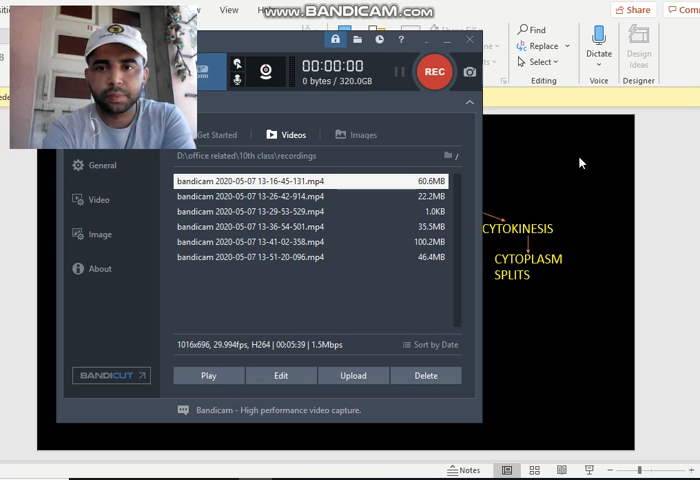 www.BANDICAM.com
View
Share
Find
Replace
Select
Editing
Dictate
Voice
Design
Ideas
Designer
00:00:00
0 bytes / 320.0GB
REC
Get Started
Videos
Images
D:\office related\10th class\recordings
General
Video
Image
About
bandicam 2020-05-07 13-16-45-131.mp4 60.6MB
bandicam 2020-05-07 13-26-42-914.mp4 22.2MB
bandicam 2020-05-07 13-29-53-529.mp4 1.0KB
bandicam 2020-05-07 13-36-54-501.mp4 35.5MB
bandicam 2020-05-07 13-41-02-358.mp4 100.2MB
bandicam 2020-05-07 13-51-20-096.mp4 46.4MB
1016x696, 29.994fps, H264 | 00:05:39 | 1.5Mbps
Sort by Date
BANDICUT
Play Edit Upload Delete
Bandicam - High performance video capture.
CYTOKINESIS
CYTOPLASM
SPLITS
Notes